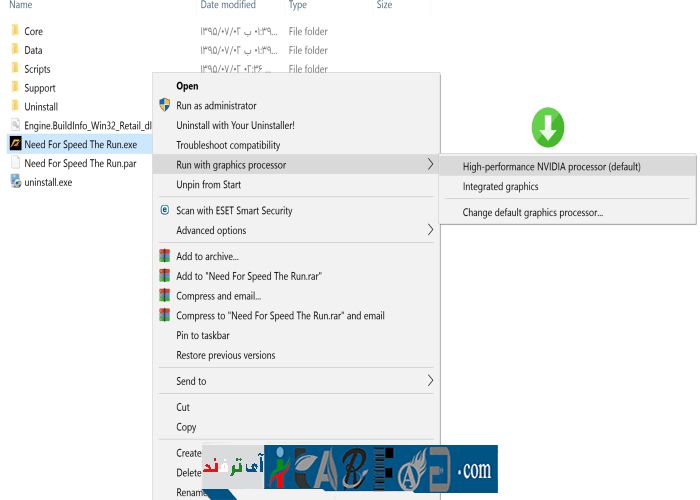 Name Date modified Type Size
Core ۱۳۹۵/۰۷/۰۲ ب ۰۱:۳۹... File folder
Data ۱۳۹۵/۰۷/۰۲ ب ۰۱:۳۹... File folder
Scripts ۱۳۹۵/۰۷/۰۲ ۰۲:۳۶ ... File folder
Support
Uninstall
Engine.BuildInfo_Win32_Retail_dl
Need For Speed The Run.exe
Need For Speed The Run.par
uninstall.exe
Open
Run as administrator
Uninstall with Your Uninstaller!
Troubleshoot compatibility
Run with graphics processor
Unpin from Start
Scan with ESET Smart Security
Advanced options
Add to archive...
Add to "Need For Speed The Run.rar"
Compress and email...
Compress to "Need For Speed The Run.rar" and email
Pin to taskbar
Restore previous versions
Send to
Cut
Copy
Create
Delete
Rename
High-performance NVIDIA processor (default)
Integrated graphics
Change default graphics processor...
آی ترفند
.com